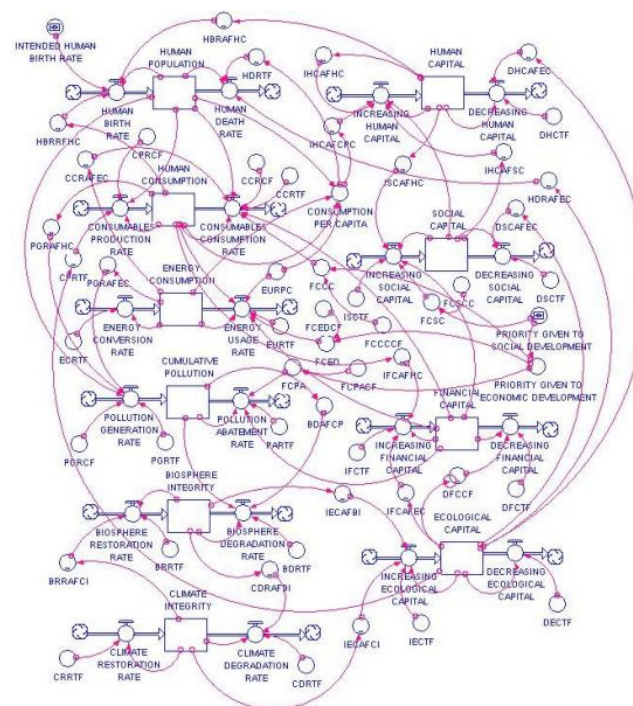 INTENDED HUMAN
BIRTH RATE
HBRAFHC
HUMAN
POPULATION
HDRTF
HUMAN
BIRTH
RATE
HUMAN
DEATH
RATE
HBRRFHC
CPRCF
CCRAFEC
HUMAN
CONSUMPTION
CCRCF
CCRTF
CONSUMPTION
PER CAPITA
CONSUMABLES
PRODUCTION
RATE
CONSUMABLES
CONSUMPTION
RATE
PGRAFHC
CPRTF
PGRAFEC
ENERGY
CONSUMPTION
EURPC
ENERGY
CONVERSION
RATE
ENERGY
USAGE
RATE
ECRTF
EURTF
CUMULATIVE
POLLUTION
FCPA
FCPACF
POLLUTION
GENERATION
RATE
POLLUTION
ABATEMENT
RATE
BDAFCP
PGRCF
PGRTF
PARTF
BIOSPHERE
INTEGRITY
BIOSPHERE
RESTORATION
RATE
BIOSPHERE
DEGRADATION
RATE
BRRAFCI
BRRTF
BDRTF
CDRAFBI
CLIMATE
INTEGRITY
CLIMATE
RESTORATION
RATE
CLIMATE
DEGRADATION
RATE
CRRTF
CDRTF
IHCAFHC
HUMAN
CAPITAL
DHCAFEC
INCREASING
HUMAN
CAPITAL
DECREASING
HUMAN
CAPITAL
IHCAFCPC
DHCTF
ISCAFHC
IHCAFSC
HDRAFEC
SOCIAL
CAPITAL
DSCAFEC
INCREASING
SOCIAL
CAPITAL
DECREASING
SOCIAL
CAPITAL
FCCC
ISCTF
FCSCC
FCSC
DSCTF
FCEDCF
FCCCCF
FCED
PRIORITY GIVEN TO
SOCIAL DEVELOPMENT
IFCAFHC
FINANCIAL
CAPITAL
PRIORITY GIVEN TO
ECONOMIC DEVELOPMENT
INCREASING
FINANCIAL
CAPITAL
DECREASING
FINANCIAL
CAPITAL
IFCTF
DFCCF
DFCTF
IECAFBI
IFCAFEC
ECOLOGICAL
CAPITAL
INCREASING
ECOLOGICAL
CAPITAL
DECREASING
ECOLOGICAL
CAPITAL
IECAFCI
IECTF
DECTF